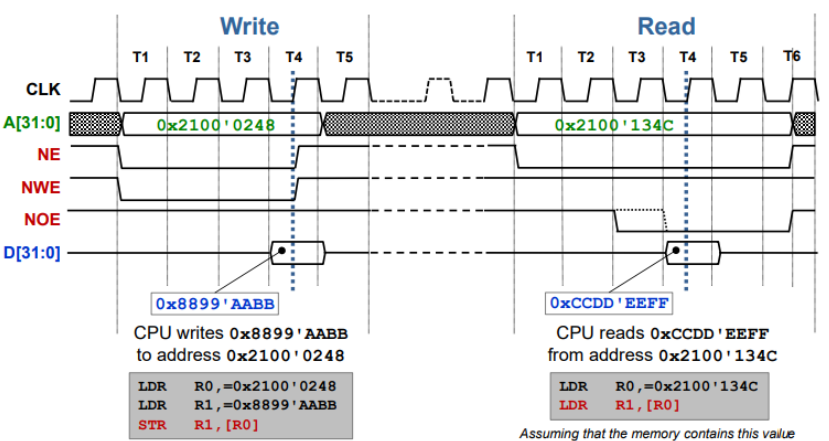 Write Read
T1 T2 T3 T4 T5 T1 T2 T3 T4 T5 T6
CLK
A[31:0] 0x2100'0248 0x2100'134C
NE
NWE
NOE
D[31:0]
0x8899'AABB 0xCCDD'EEFF
CPU writes 0x8899'AABB
to address 0x2100'0248
CPU reads 0xCCDD'EEFF
from address 0x2100'134C
LDR R0,=0x2100'0248
LDR R1,=0x8899'AABB
STR R1,[R0]
LDR R0,=0x2100'134C
LDR R1,[R0]
Assuming that the memory contains this value